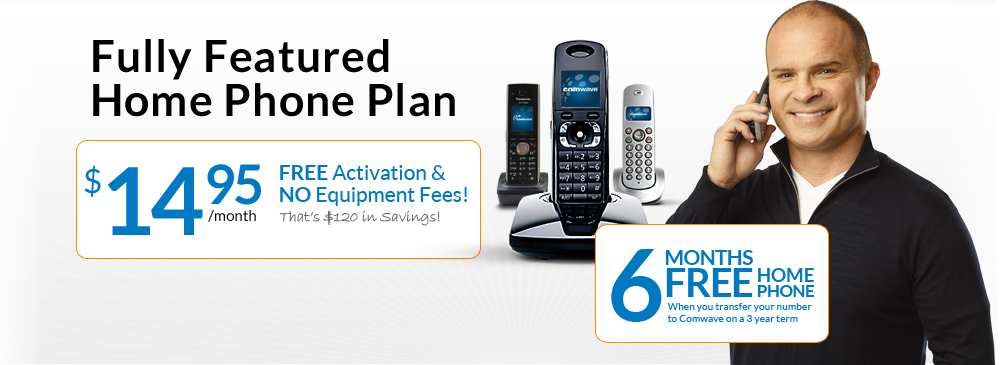 Fully Featured
Home Phone Plan
$14.95
/month
FREE Activation &
NO Equipment Fees!
That's $120 in Savings!
comwave
Panasonic
6 MONTHS
FREE HOME
PHONE
When you transfer your number
to Comwave on a 3 year term